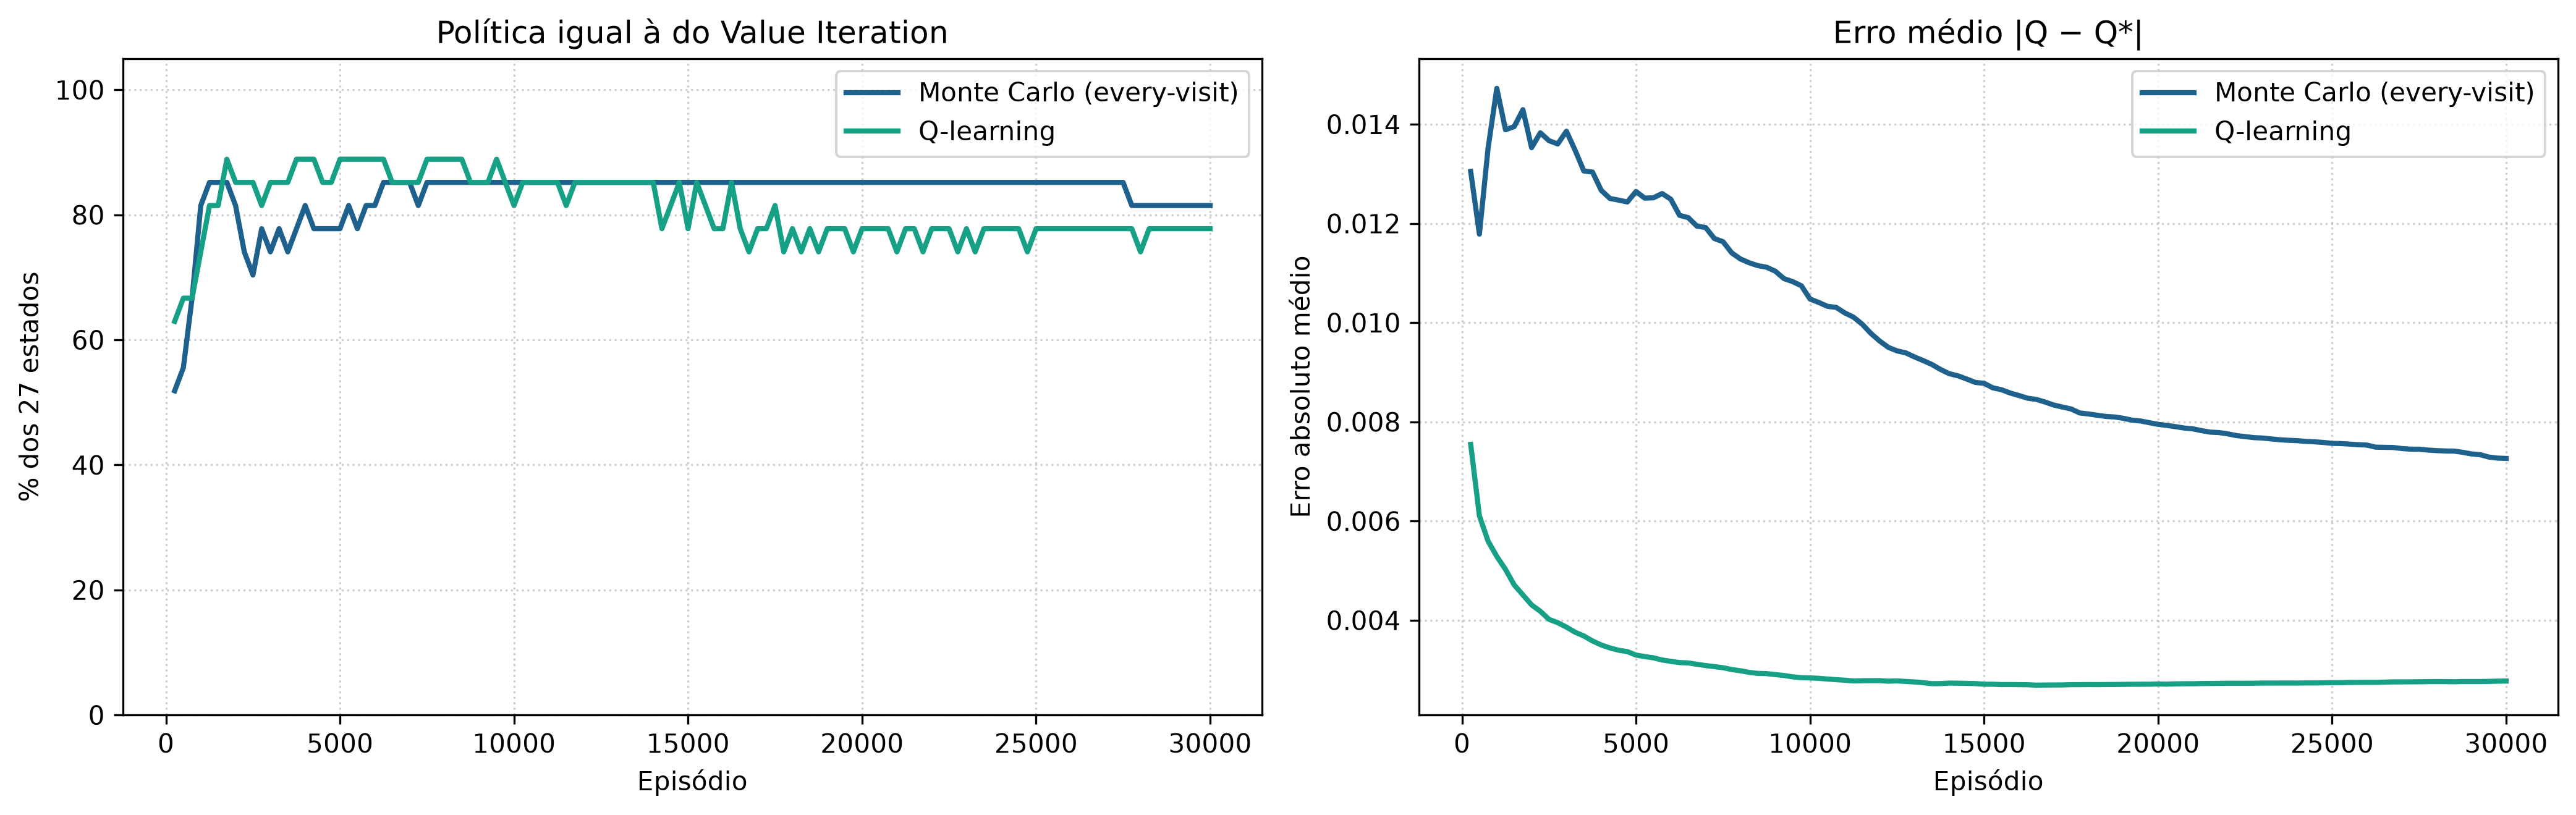 Política igual à do Value Iteration
Monte Carlo (every-visit)
Q-learning
% dos 27 estados
100
80
60
40
20
0
0 5000 10000 15000 20000 25000 30000
Episódio
Erro médio |Q − Q*|
Monte Carlo (every-visit)
Q-learning
Erro absoluto médio
0.014
0.012
0.010
0.008
0.006
0.004
0 5000 10000 15000 20000 25000 30000
Episódio